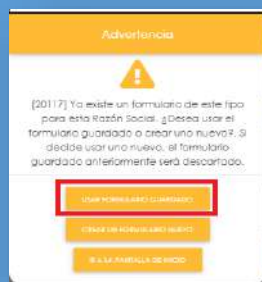 Advertencia
[20117] Ya existe un formulario de este tipo
para esta Razón Social. ¿Desea usar el
formulario guardado o crear uno nuevo?. Si
decide usar uno nuevo, el formulario
guardado anteriormente será descartado.
USAR FORMULARIO GUARDADO
CREAR UN FORMULARIO NUEVO
IR A LA PANTALLA DE INICIO